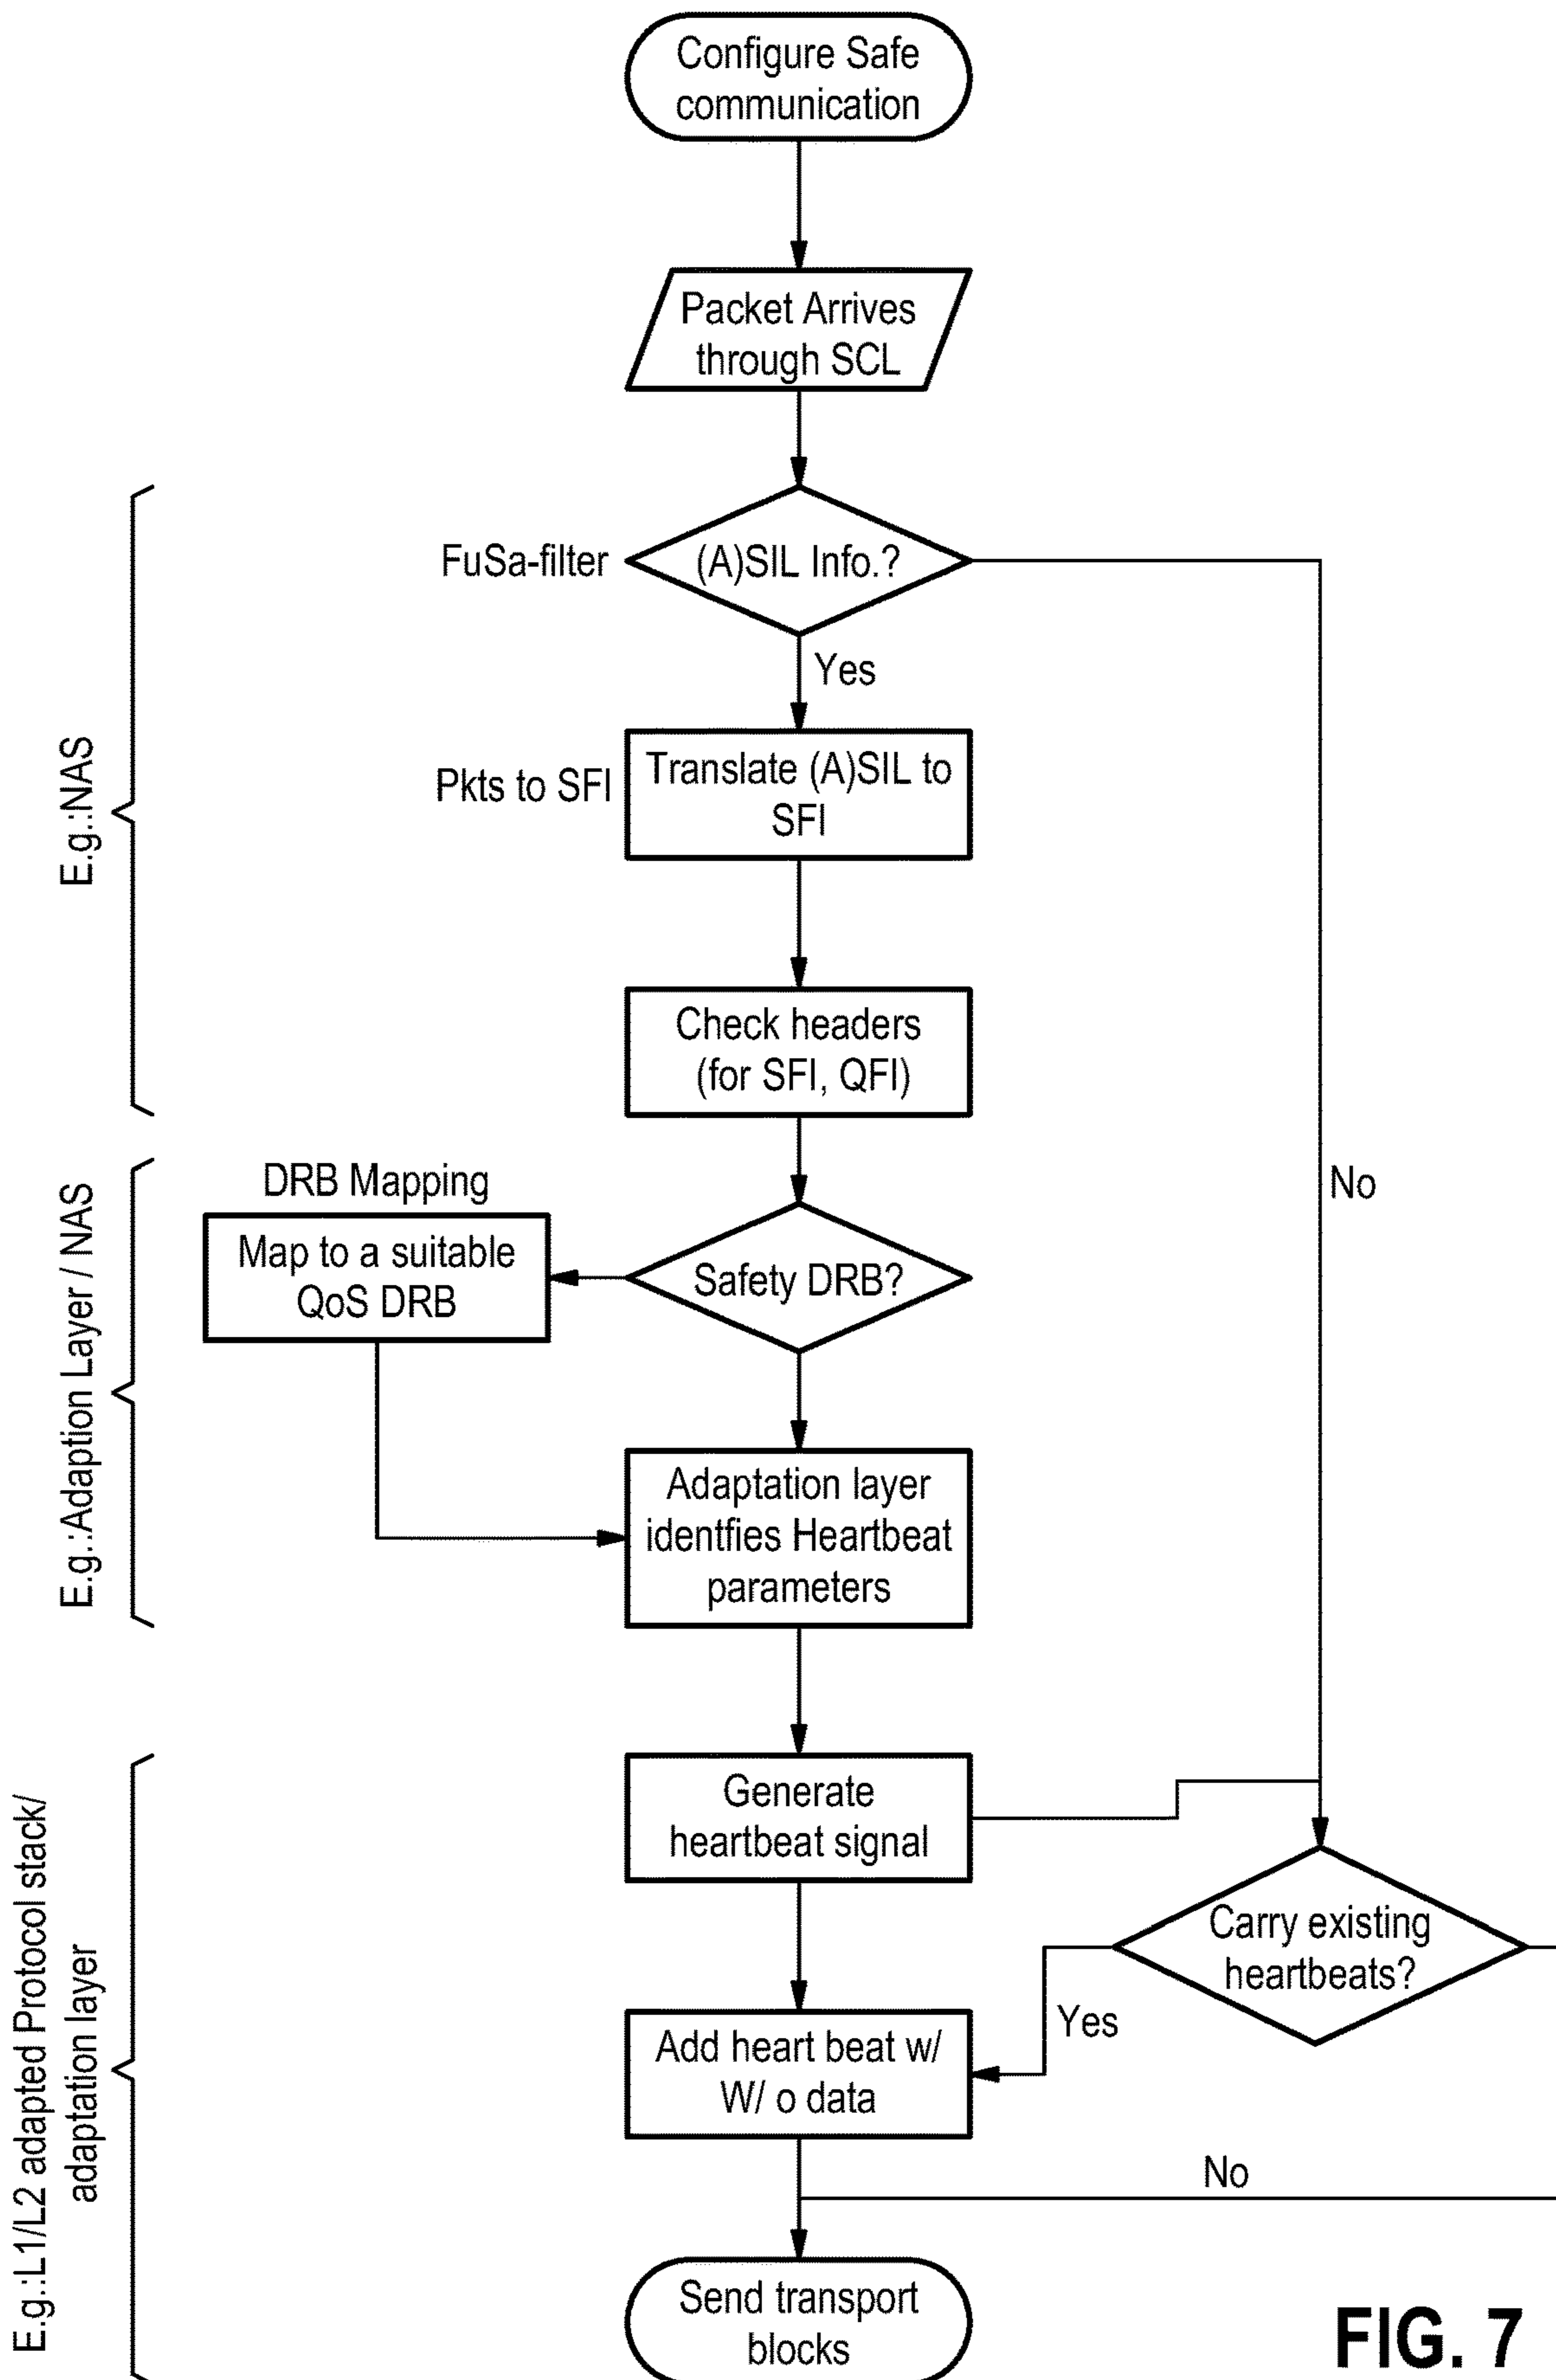 Configure Safe
communication
Packet Arrives
through SCL
FuSa-filter
(A)SIL Info.?
Yes
E.g.:NAS
Pkts to SFI
Translate (A)SIL to
SFI
Check headers
(for SFI, QFI)
No
E.g.:Adaption Layer / NAS
DRB Mapping
Map to a suitable
QoS DRB
Safety DRB?
Adaptation layer
identfies Heartbeat
parameters
E.g.:L1/L2 adapted Protocol stack/
adaptation layer
Generate
heartbeat signal
Carry existing
heartbeats?
Yes
Add heart beat w/
W/ o data
No
Send transport
blocks
FIG. 7